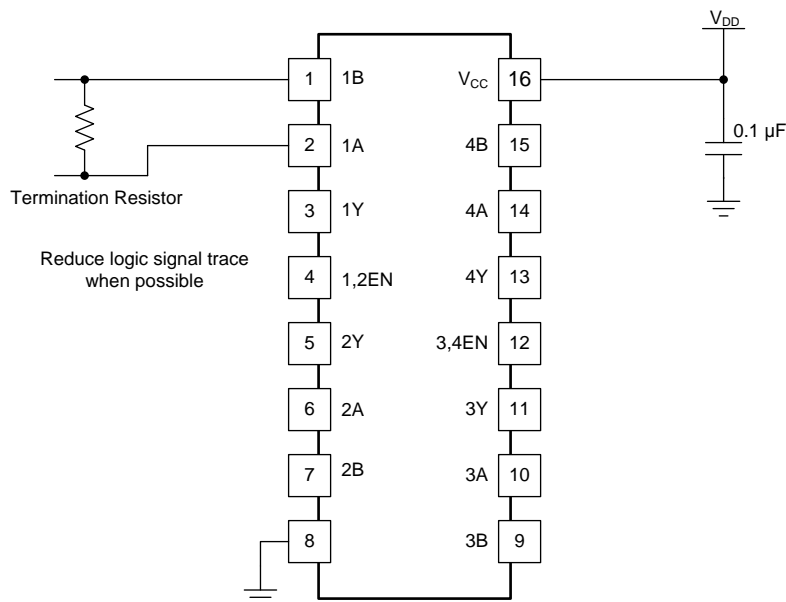 V_DD
1
1B
V_CC
16
0.1 µF
2
1A
4B
15
Termination Resistor
3
1Y
4A
14
Reduce logic signal trace
when possible
4
1,2EN
4Y
13
5
2Y
3,4EN
12
6
2A
3Y
11
7
2B
3A
10
8
3B
9